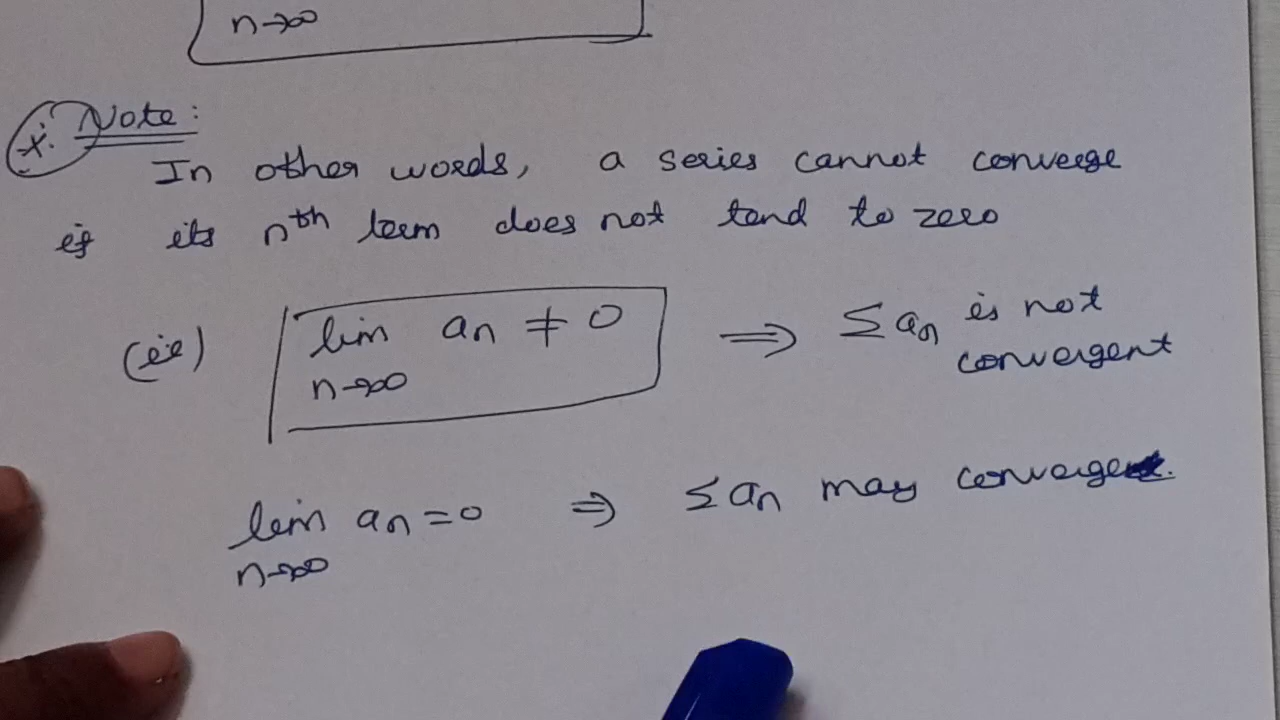 n→∞
* Note:
In other words, a series cannot converge
if its nth term does not tend to zero
(ie) lim an ≠ 0 ⟹ Σan is not
n→∞ convergent
lim an = 0 ⇒ Σan may converge.
n→∞